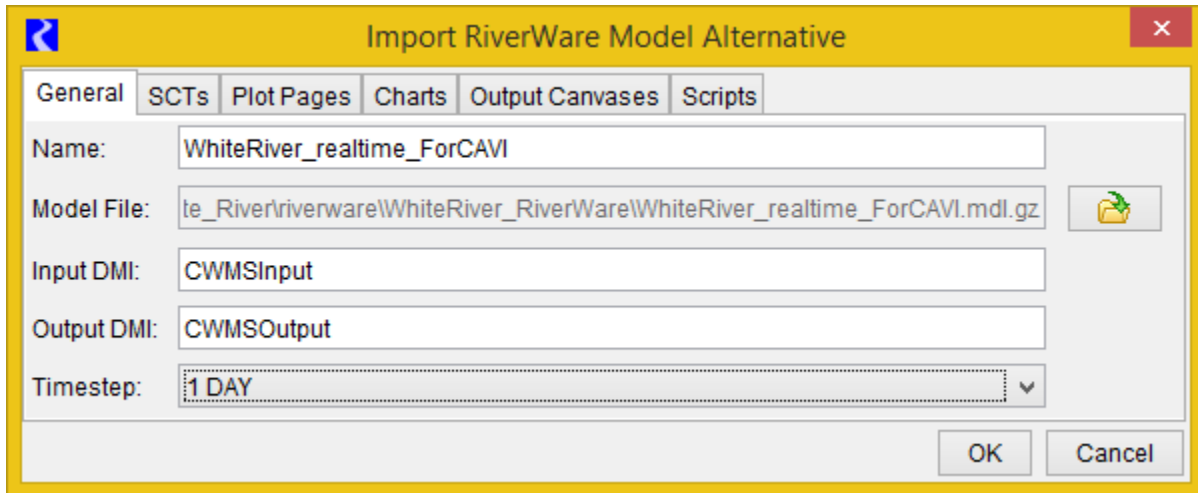 Import RiverWare Model Alternative
General SCTs Plot Pages Charts Output Canvases Scripts
Name: WhiteRiver_realtime_ForCAVI
Model File: te_River\riverware\WhiteRiver_RiverWare\WhiteRiver_realtime_ForCAVI.mdl.gz
Input DMI: CWMSInput
Output DMI: CWMSOutput
Timestep: 1 DAY
OK Cancel